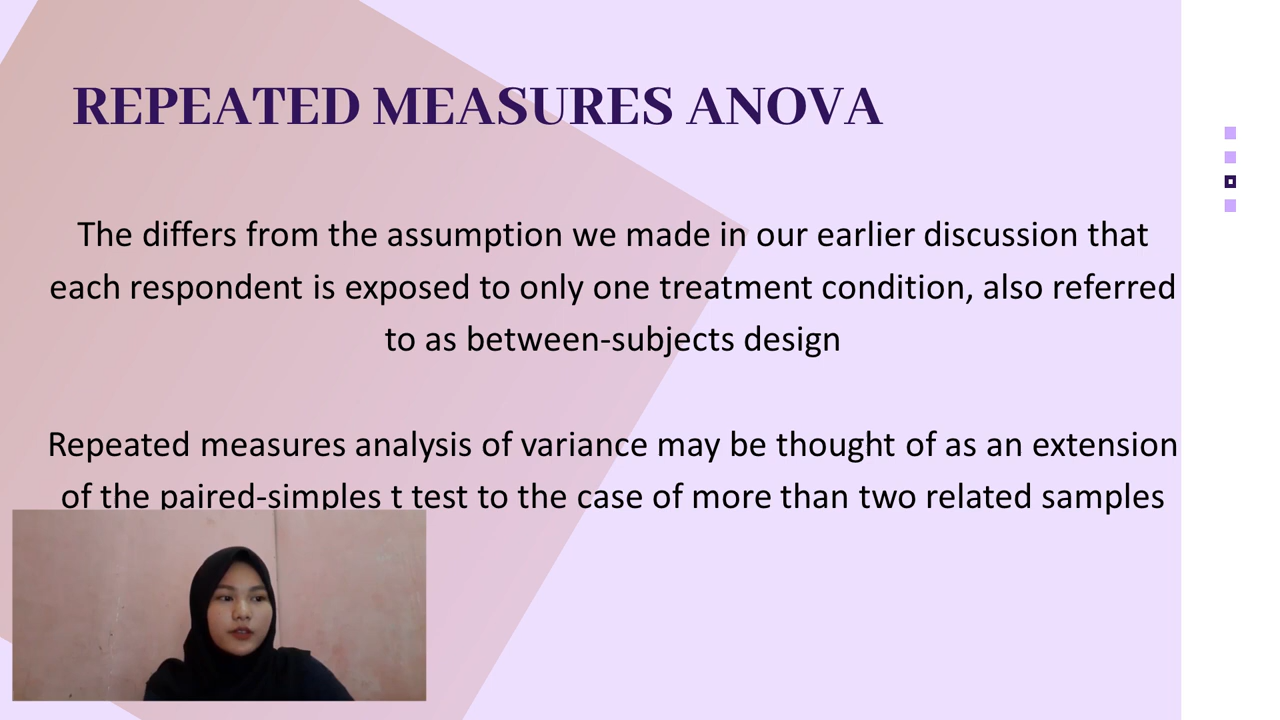 REPEATED MEASURES ANOVA
The differs from the assumption we made in our earlier discussion that
each respondent is exposed to only one treatment condition, also referred
to as between-subjects design
Repeated measures analysis of variance may be thought of as an extension
of the paired-simples t test to the case of more than two related samples